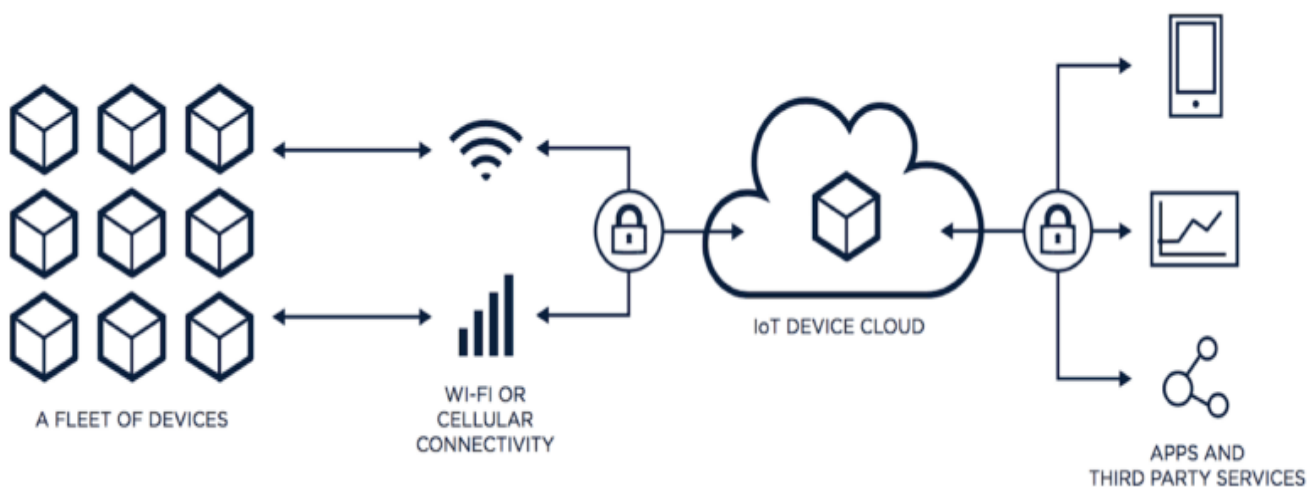 A FLEET OF DEVICES
WI-FI OR
CELLULAR
CONNECTIVITY
IoT DEVICE CLOUD
APPS AND
THIRD PARTY SERVICES